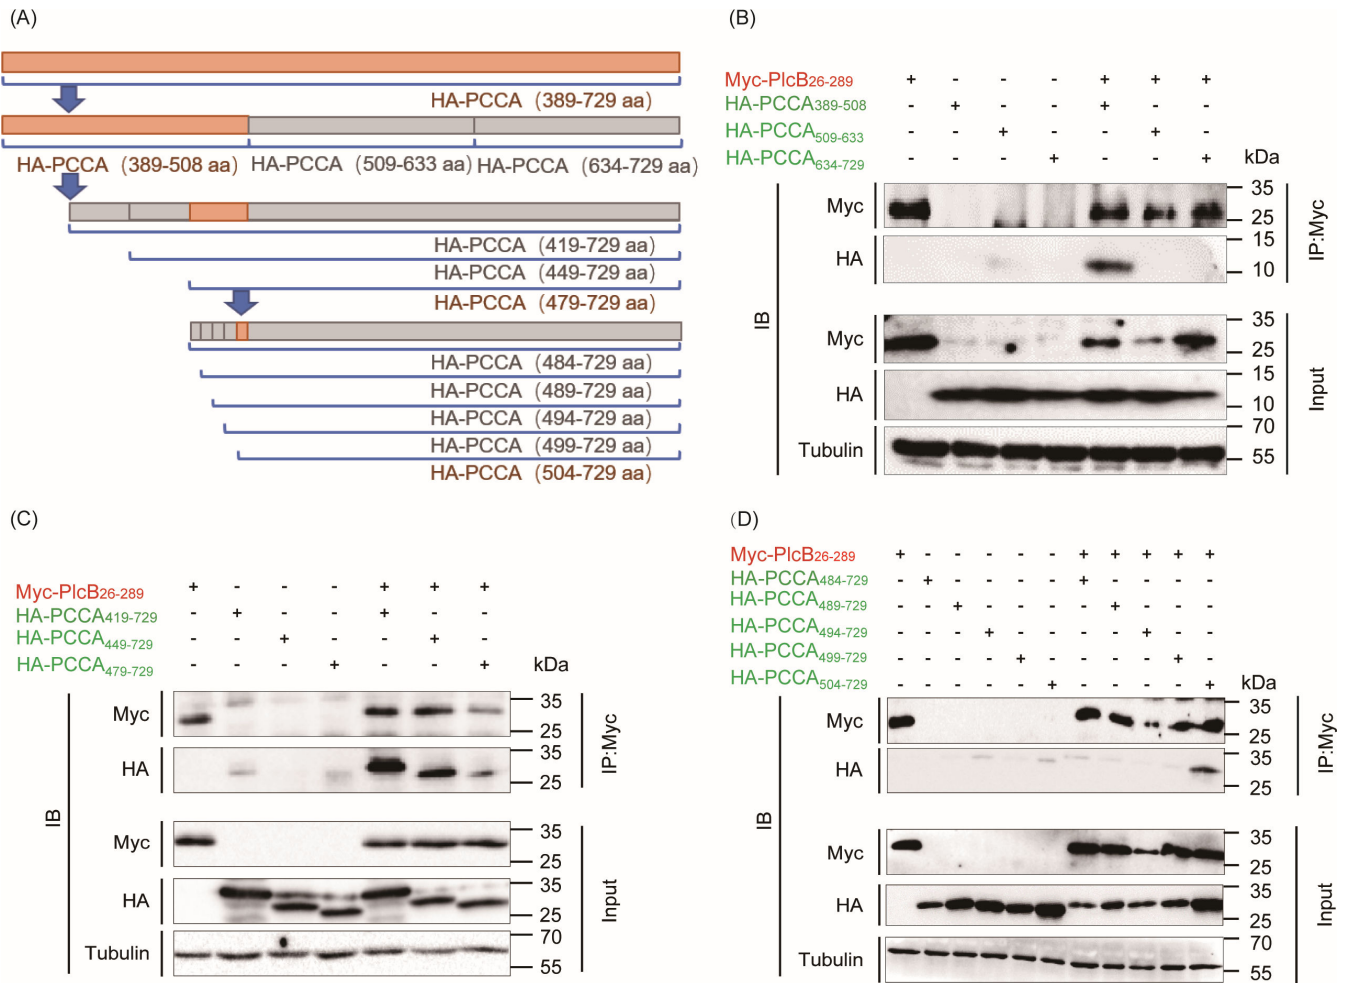 (A)
HA-PCCA (389-729 aa)
HA-PCCA (389-508 aa) HA-PCCA (509-633 aa) HA-PCCA (634-729 aa)
HA-PCCA (419-729 aa)
HA-PCCA (449-729 aa)
HA-PCCA (479-729 aa)
HA-PCCA (484-729 aa)
HA-PCCA (489-729 aa)
HA-PCCA (494-729 aa)
HA-PCCA (499-729 aa)
HA-PCCA (504-729 aa)
(B)
Myc-PlcB26-289 + - - - + + +
HA-PCCA389-508 - + - - + - -
HA-PCCA509-633 - - + - - + -
HA-PCCA634-729 - - - + - - + kDa
Myc 35
25
HA 15
10
IP:Myc
Myc 35
25
HA 15
10
Tubulin 70
55
Input
IB
(C)
Myc-PlcB26-289 + - - - + + +
HA-PCCA419-729 - + - - + - -
HA-PCCA449-729 - - + - - + -
HA-PCCA479-729 - - - + - - + kDa
Myc 35
25
HA 35
25
IP:Myc
Myc 35
25
HA 35
25
Tubulin 70
55
Input
IB
(D)
Myc-PlcB26-289 + - - - - - + + + + +
HA-PCCA484-729 - + - - - - + - - - -
HA-PCCA489-729 - - + - - - - + - - -
HA-PCCA494-729 - - - + - - - - + - -
HA-PCCA499-729 - - - - + - - - - + -
HA-PCCA504-729 - - - - - + - - - - + kDa
Myc 35
25
HA 35
25
IP:Myc
Myc 35
25
HA 35
25
Tubulin 70
55
Input
IB